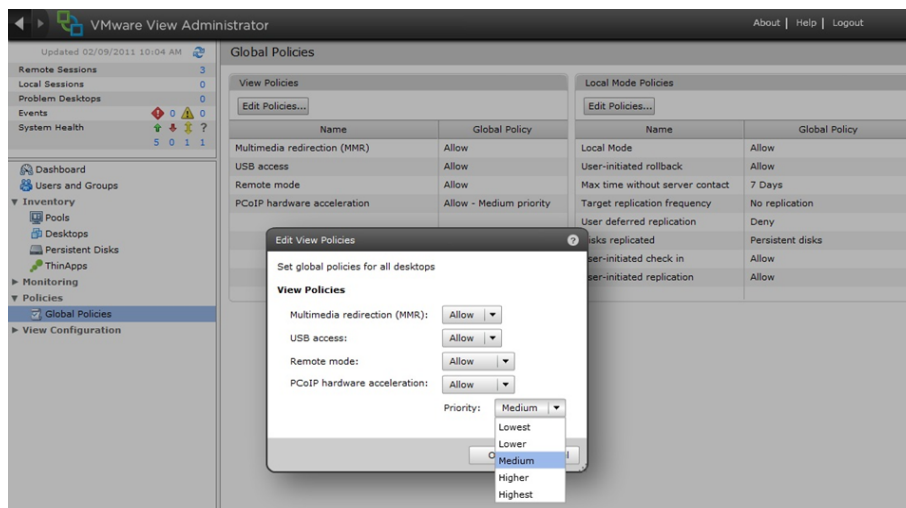 VMware View Administrator
About | Help | Logout
Updated 02/09/2011 10:04 AM
Remote Sessions 3
Local Sessions 0
Problem Desktops 0
Events 0 0
System Health ?
5 0 1 1
Dashboard
Users and Groups
Inventory
Pools
Desktops
Persistent Disks
ThinApps
Monitoring
Policies
Global Policies
View Configuration
Global Policies
View Policies
Edit Policies...
Name Global Policy
Multimedia redirection (MMR) Allow
USB access Allow
Remote mode Allow
PCoIP hardware acceleration Allow - Medium priority
Local Mode Policies
Edit Policies...
Name Global Policy
Local Mode Allow
User-initiated rollback Allow
Max time without server contact 7 Days
Target replication frequency No replication
User deferred replication Deny
isks replicated Persistent disks
ser-initiated check in Allow
ser-initiated replication Allow
Edit View Policies ?
Set global policies for all desktops
View Policies
Multimedia redirection (MMR): Allow
USB access: Allow
Remote mode: Allow
PCoIP hardware acceleration: Allow
Priority: Medium
Lowest
Lower
Medium
Higher
Highest